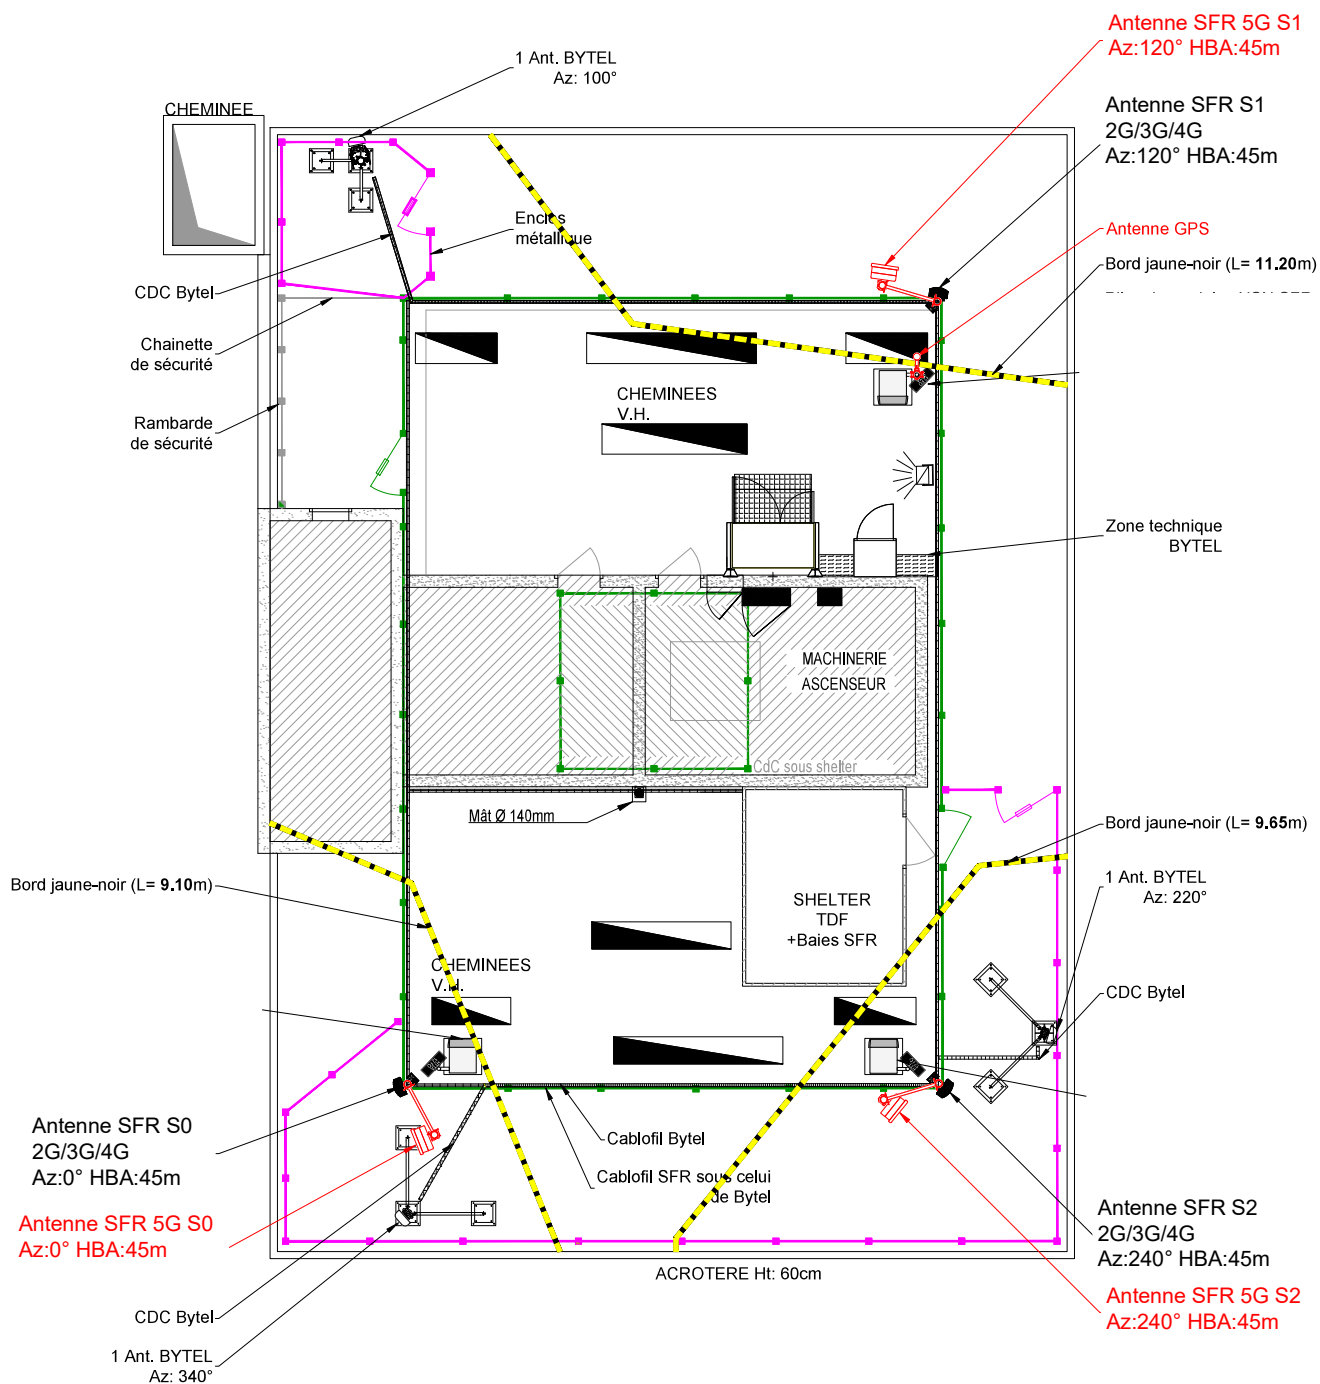 Antenne SFR 5G S1
Az:120° HBA:45m
1 Ant. BYTEL
Az: 100°
Antenne SFR S1
2G/3G/4G
Az:120° HBA:45m
CHEMINEE
Enclos
métallique
Antenne GPS
Bord jaune-noir (L= 11.20m)
CDC Bytel
Chainette
de sécurité
CHEMINEES
V.H.
Rambarde
de sécurité
Zone technique
BYTEL
MACHINERIE
ASCENSEUR
CdC sous shelter
Mât Ø 140mm
Bord jaune-noir (L= 9.65m)
Bord jaune-noir (L= 9.10m)
1 Ant. BYTEL
Az: 220°
SHELTER
TDF
+Baies SFR
CHEMINEES
V.H.
CDC Bytel
Antenne SFR S0
2G/3G/4G
Az:0° HBA:45m
Cablofil Bytel
Cablofil SFR sous celui
de Bytel
Antenne SFR 5G S0
Az:0° HBA:45m
Antenne SFR S2
2G/3G/4G
Az:240° HBA:45m
ACROTERE Ht: 60cm
Antenne SFR 5G S2
Az:240° HBA:45m
CDC Bytel
1 Ant. BYTEL
Az: 340°